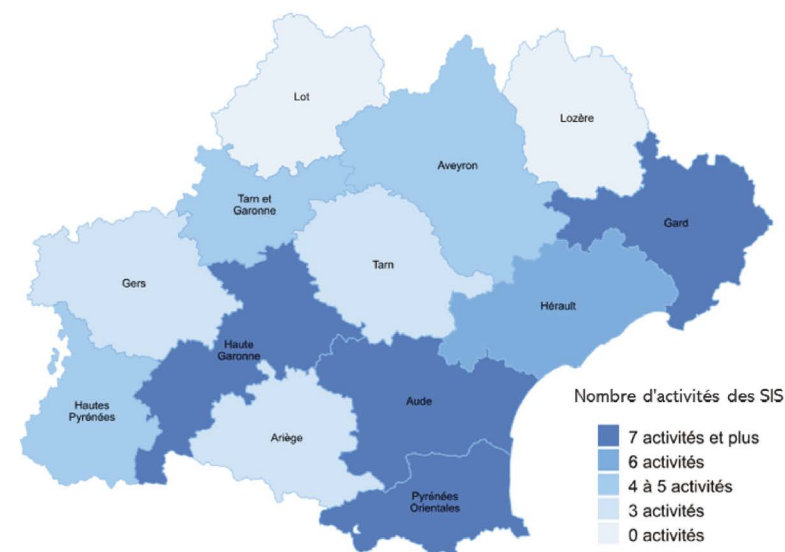 Lot
Lozère
Aveyron
Tarn et
Garonne
Gard
Tarn
Gers
Hérault
Haute
Garonne
Hautes
Pyrénées
Aude
Ariège
Pyrénées
Orientales
Nombre d'activités des SIS
7 activités et plus
6 activités
4 à 5 activités
3 activités
0 activités